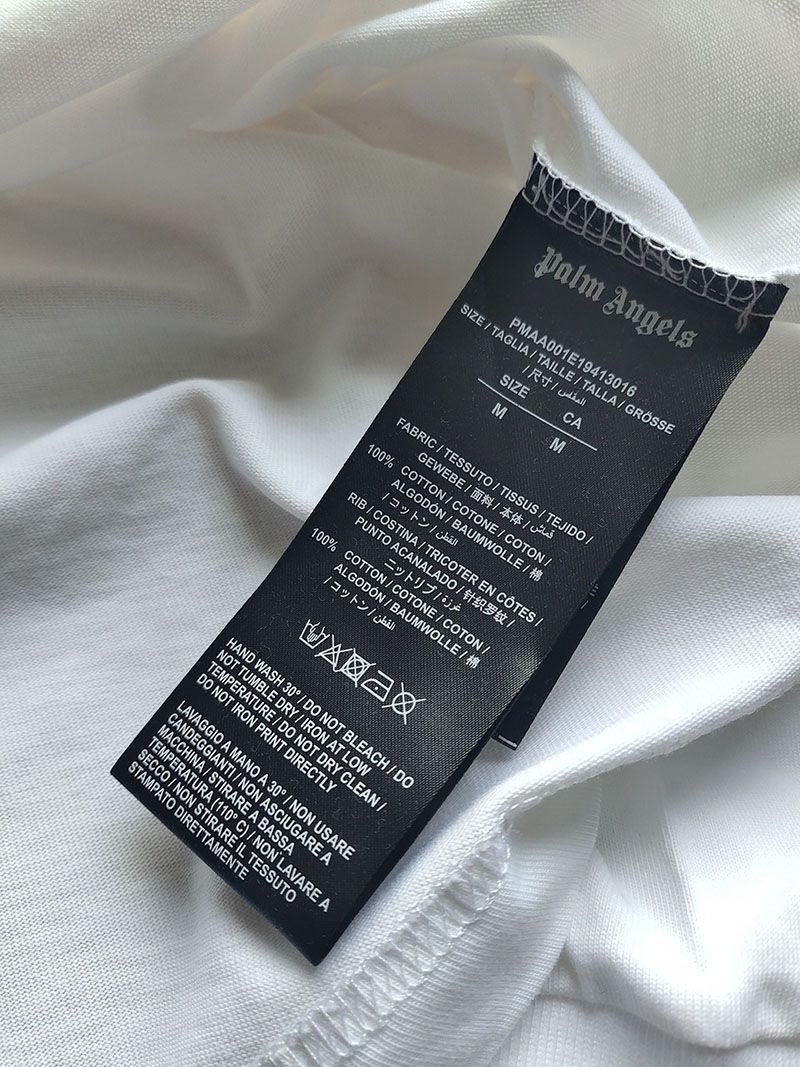 Palm Angels
PMAA001E19413016
SIZE / TAGLIA / TAILLE / TALLA / GRÖSSE
/ 尺寸 / المقاس
SIZE CA
M M
FABRIC / TESSUTO / TISSUS / TEJIDO /
GEWEBE / 面料 / 本体 / قماش
100% COTTON / COTONE / COTON /
ALGODÓN / BAUMWOLLE / 棉
/ コットン / القطن
RIB / COSTINA / TRICOTER EN CÔTES /
PUNTO ACANALADO / 针织罗纹 /
ニットリブ / غرزة
100% COTTON / COTONE / COTON /
ALGODÓN / BAUMWOLLE / 棉
/ コットン / القطن
HAND WASH 30° / DO NOT BLEACH / DO
NOT TUMBLE DRY / IRON AT LOW
TEMPERATURE / DO NOT DRY CLEAN /
DO NOT IRON PRINT DIRECTLY
LAVAGGIO A MANO A 30° / NON USARE
CANDEGGANTI / NON ASCIUGARE A
MACCHINA / STIRARE A BASSA
TEMPERATURA (110° C) / NON LAVARE A
SECCO / NON STIRARE IL TESSUTO
STAMPATO DIRETTAMENTE